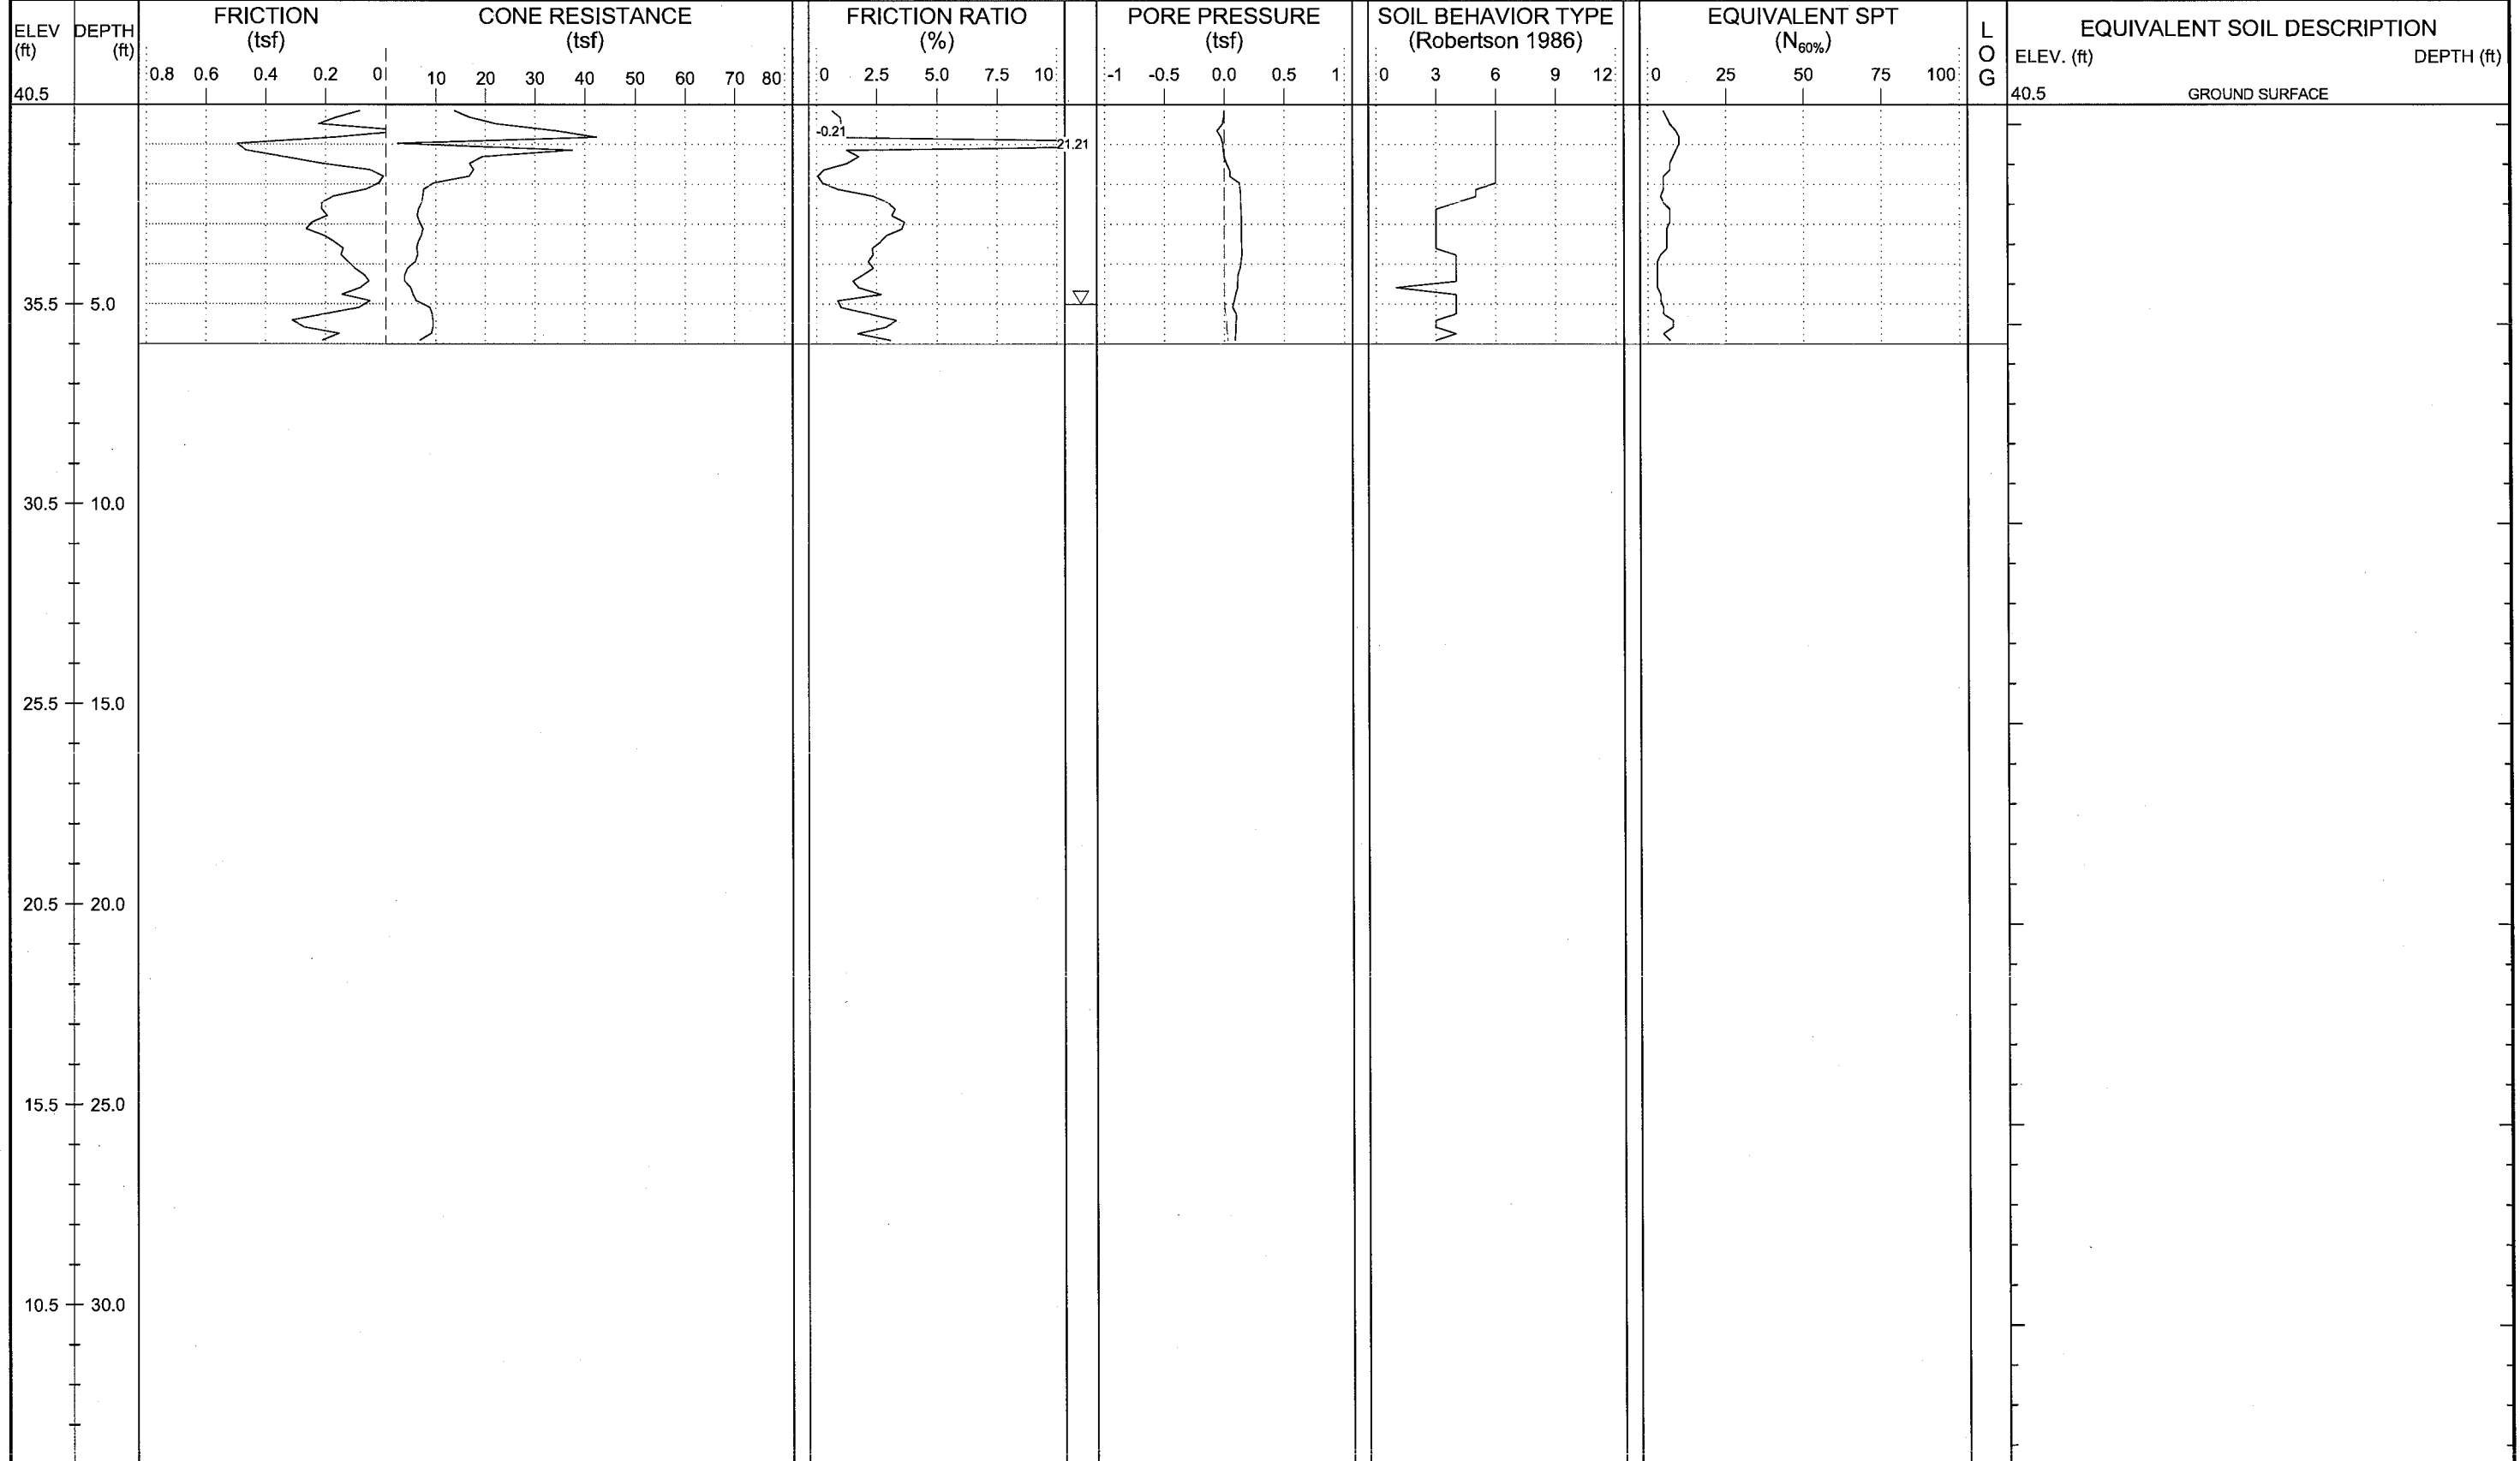 ELEV
(ft)
DEPTH
(ft)
FRICTION
(tsf)
CONE RESISTANCE
(tsf)
FRICTION RATIO
(%)
PORE PRESSURE
(tsf)
SOIL BEHAVIOR TYPE
(Robertson 1986)
EQUIVALENT SPT
(N60%)
L
O
G
EQUIVALENT SOIL DESCRIPTION
ELEV. (ft) DEPTH (ft)
0.8 0.6 0.4 0.2 0 10 20 30 40 50 60 70 80
0 2.5 5.0 7.5 10
-1 -0.5 0.0 0.5 1
0 3 6 9 12
0 25 50 75 100
40.5
40.5 GROUND SURFACE
-0.21
21.21
35.5 5.0
30.5 10.0
25.5 15.0
20.5 20.0
15.5 25.0
10.5 30.0